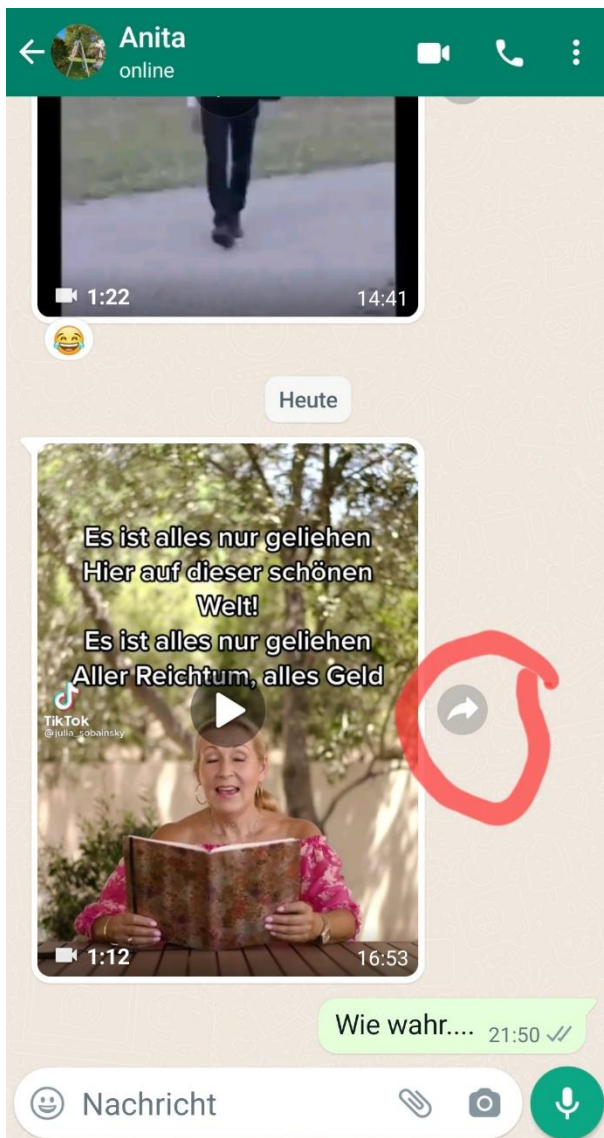 Anita
online
1:22 14:41
Heute
Es ist alles nur geliehen
Hier auf dieser schönen
Welt!
Es ist alles nur geliehen
Aller Reichtum, alles Geld
TikTok
@julia_sobainsky
1:12 16:53
Wie wahr.... 21:50
Nachricht